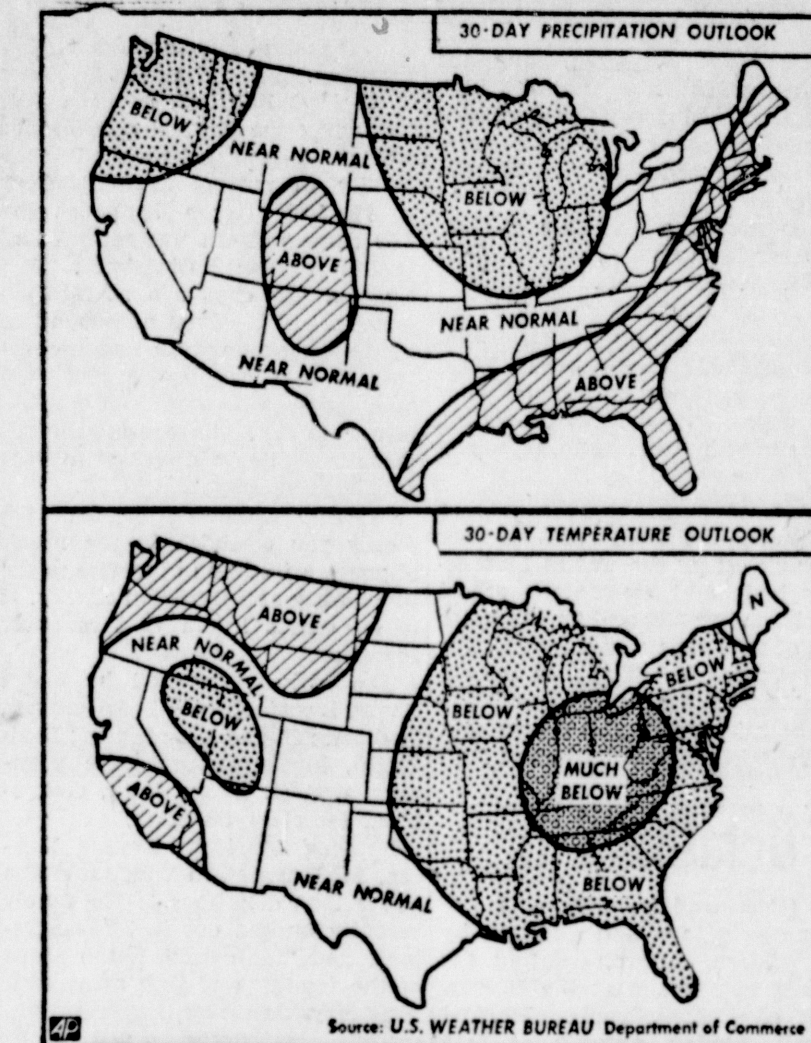 30-DAY PRECIPITATION OUTLOOK
BELOW
NEAR NORMAL
BELOW
ABOVE
NEAR NORMAL
NEAR NORMAL
ABOVE
30-DAY TEMPERATURE OUTLOOK
N
ABOVE
NEAR NORMAL
BELOW
BELOW
BELOW
MUCH
BELOW
ABOVE
NEAR NORMAL
BELOW
AP
Source: U.S. WEATHER BUREAU Department of Commerce